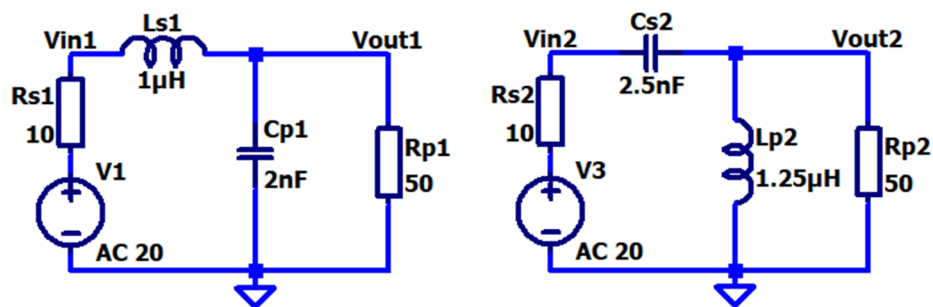 Vin1
Ls1
1µH
Vout1
Rs1
10
Cp1
2nF
Rp1
50
V1
AC 20
Vin2
Cs2
2.5nF
Vout2
Rs2
10
Lp2
1.25µH
Rp2
50
V3
AC 20